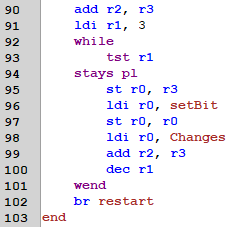 90 add r2, r3
91 ldi r1, 3
92 while
93 tst r1
94 stays pl
95 st r0, r3
96 ldi r0, setBit
97 st r0, r0
98 ldi r0, Changes
99 add r2, r3
100 dec r1
101 wend
102 br restart
103 end